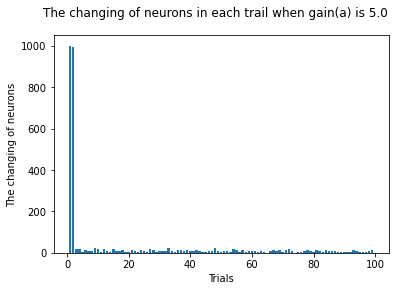 The changing of neurons in each trail when gain(a) is 5.0
1000
800
600
400
200
0
The changing of neurons
0 20 40 60 80 100
Trials